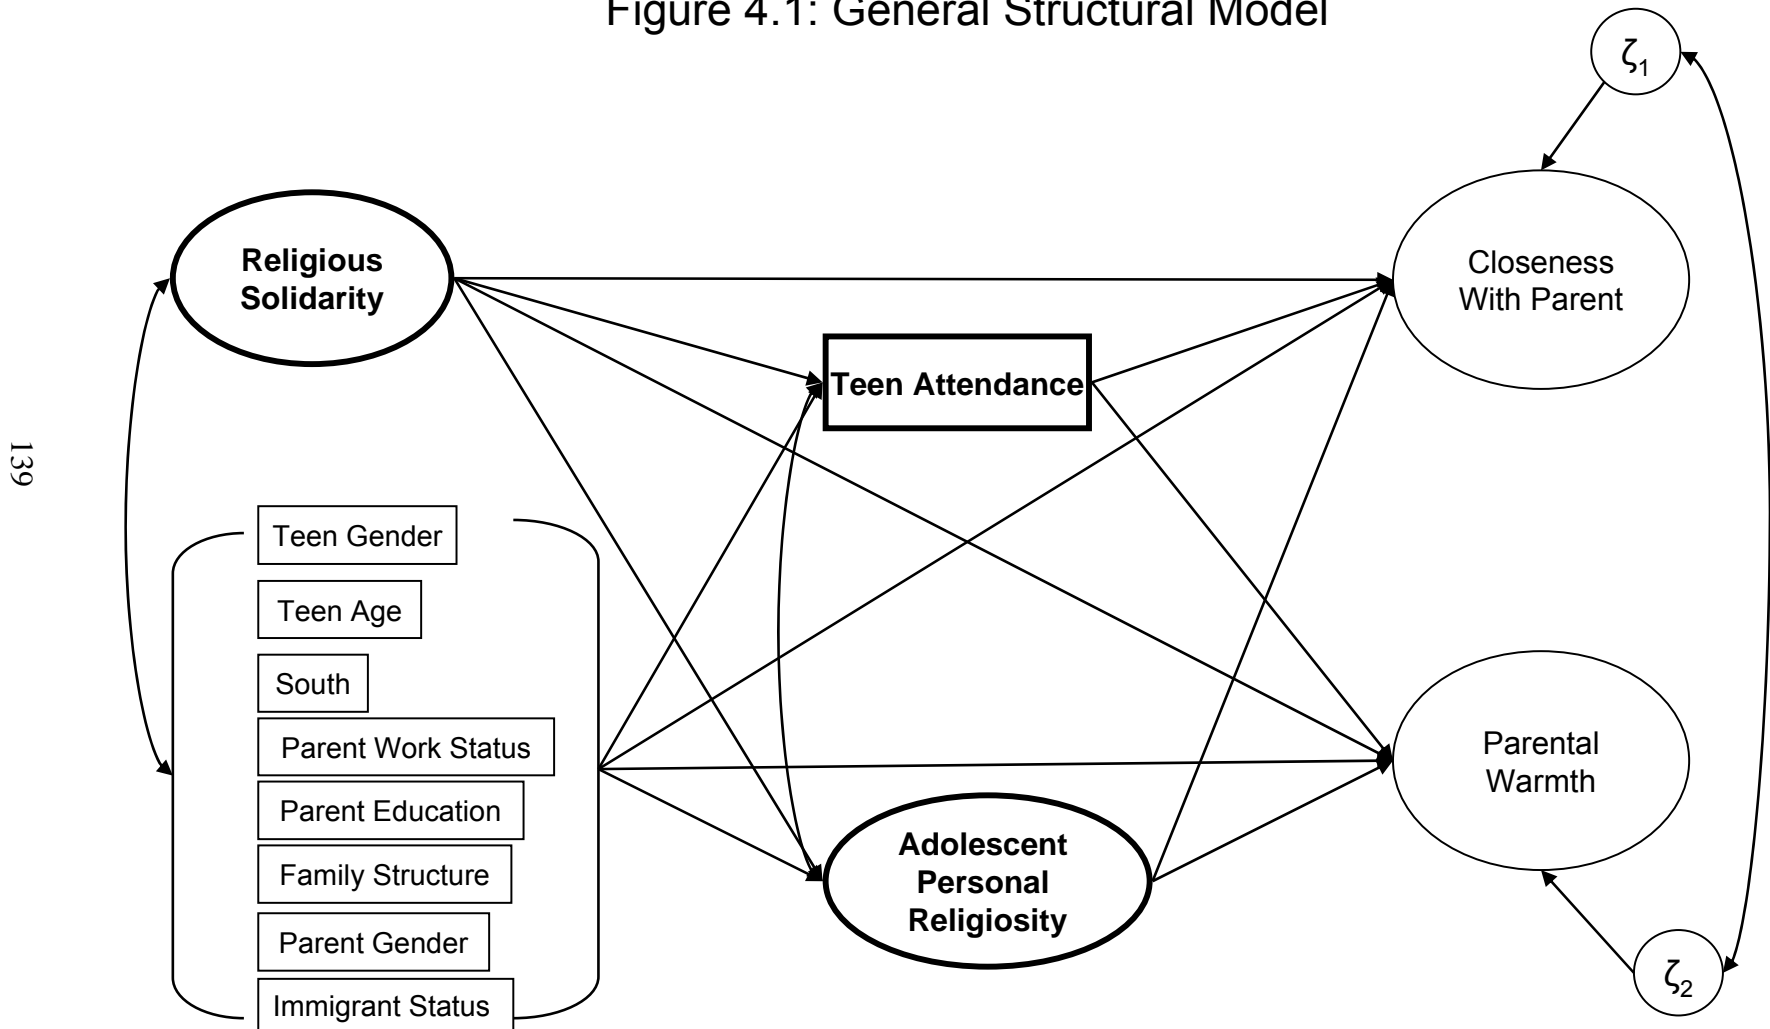 Figure 4.1: General Structural Model
ζ1
Religious
Solidarity
Closeness
With Parent
Teen Attendance
139
Teen Gender
Teen Age
South
Parent Work Status
Parent Education
Family Structure
Parent Gender
Immigrant Status
Parental
Warmth
Adolescent
Personal
Religiosity
ζ2